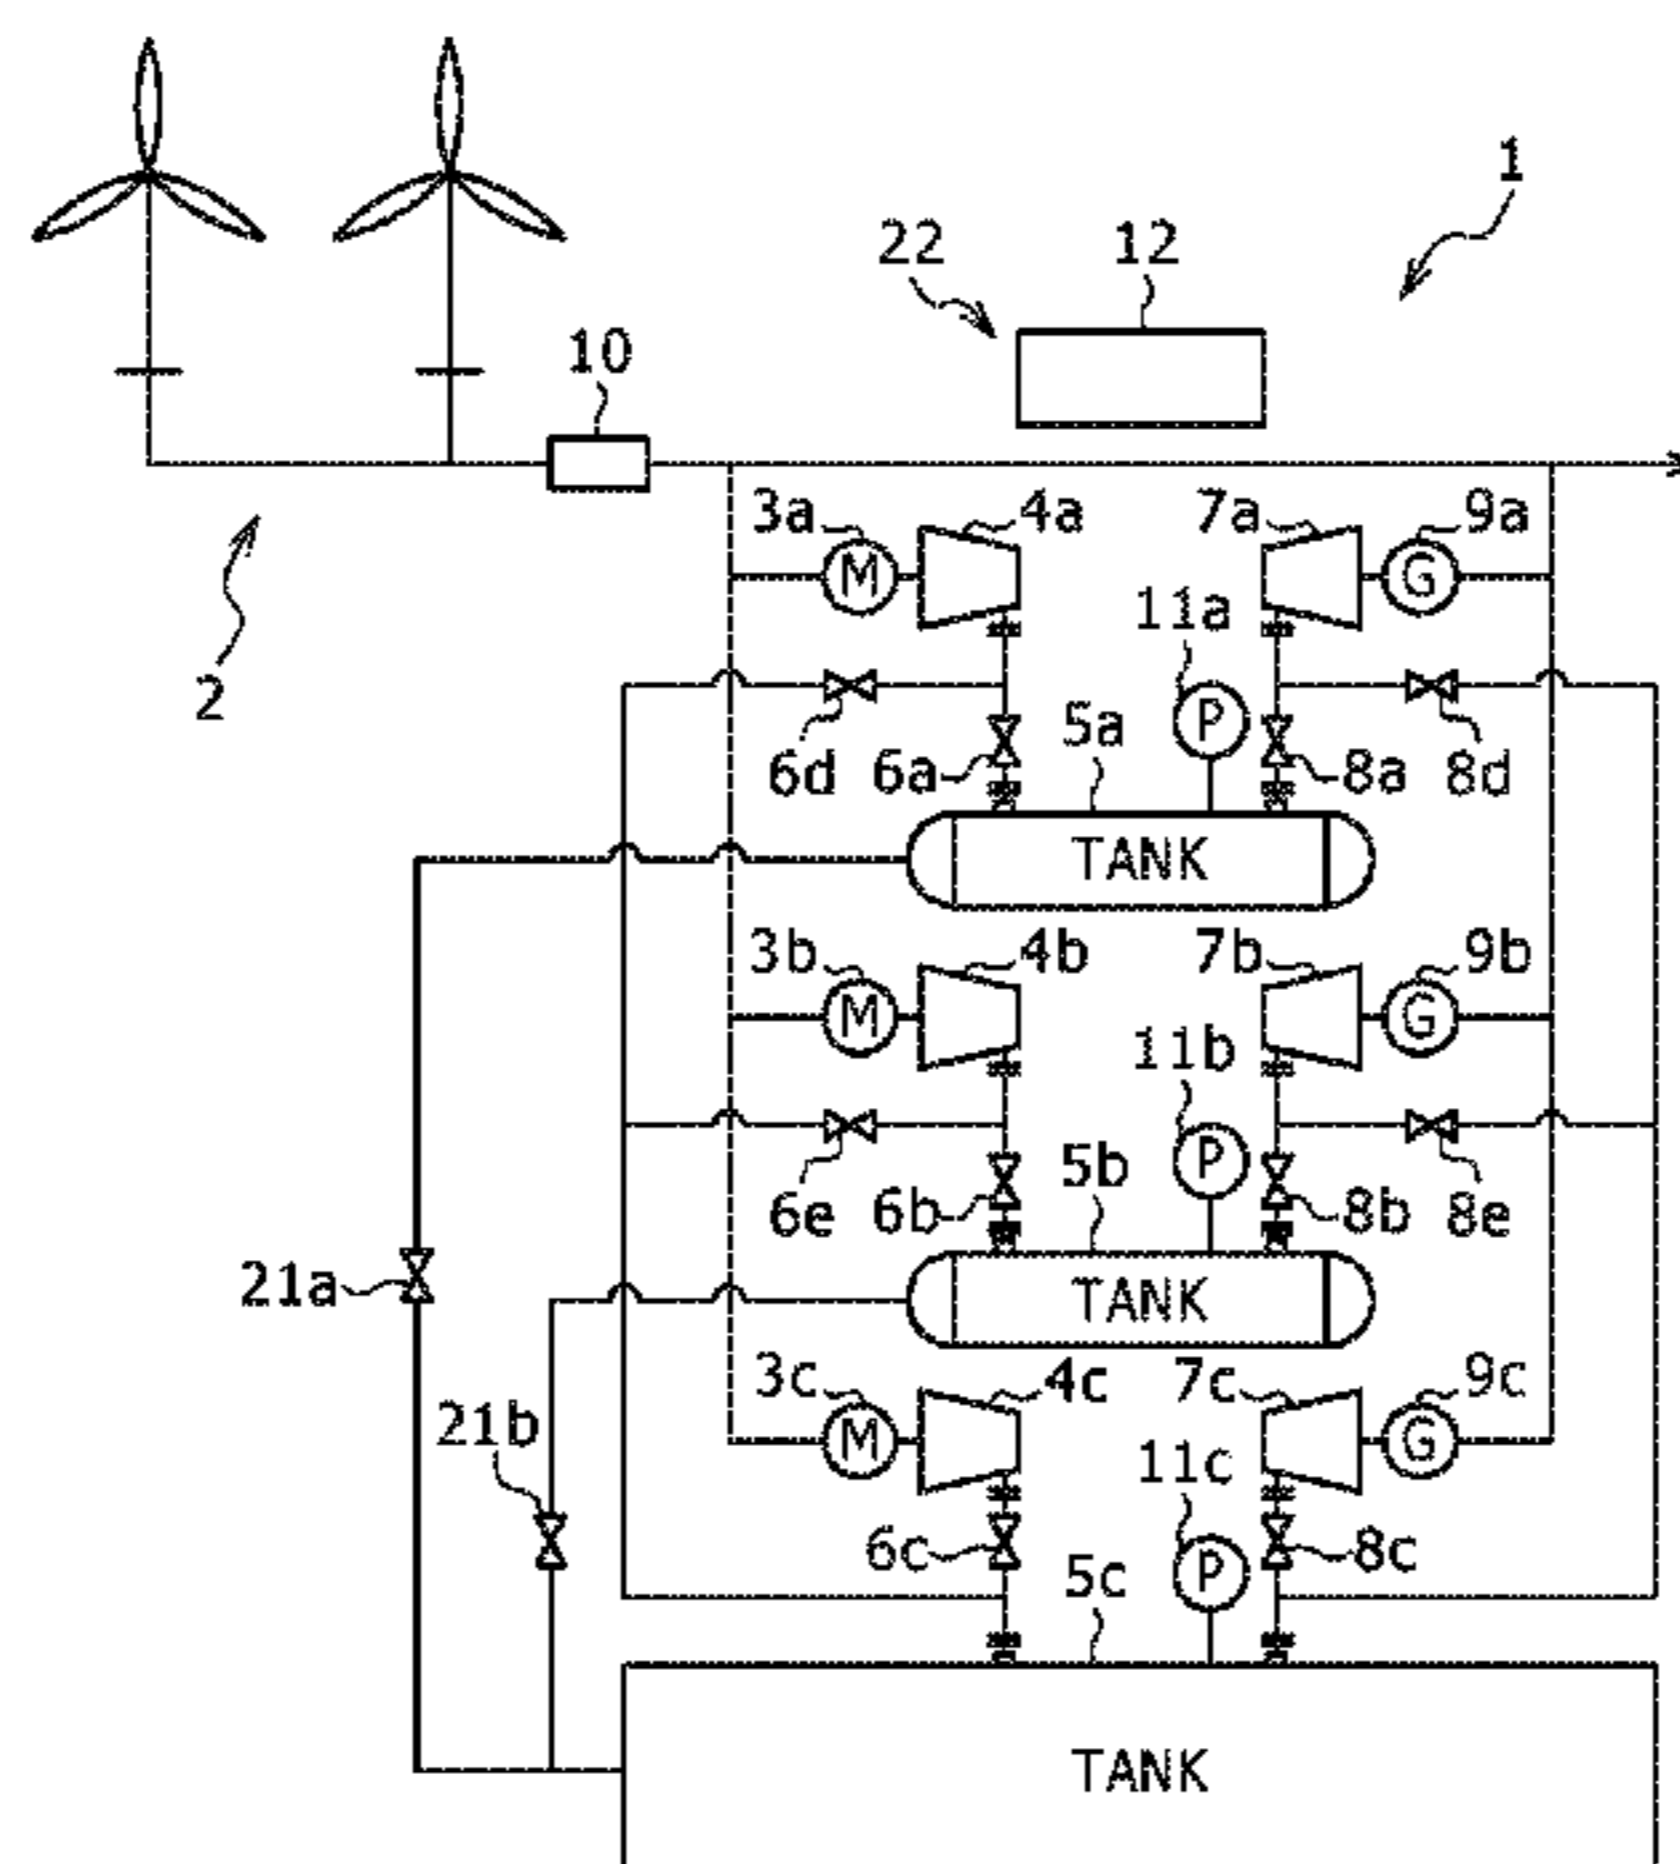 1
22 12
10
3a 4a 7a 9a
M G
11a
2
P
5a
6d 6a 8a 8d
TANK
3b 4b 7b 9b
M G
11b
P
5b
6e 6b 8b 8e
21a
TANK
3c 4c 7c 9c
21b
M G
11c
6c 8c
P
5c
TANK